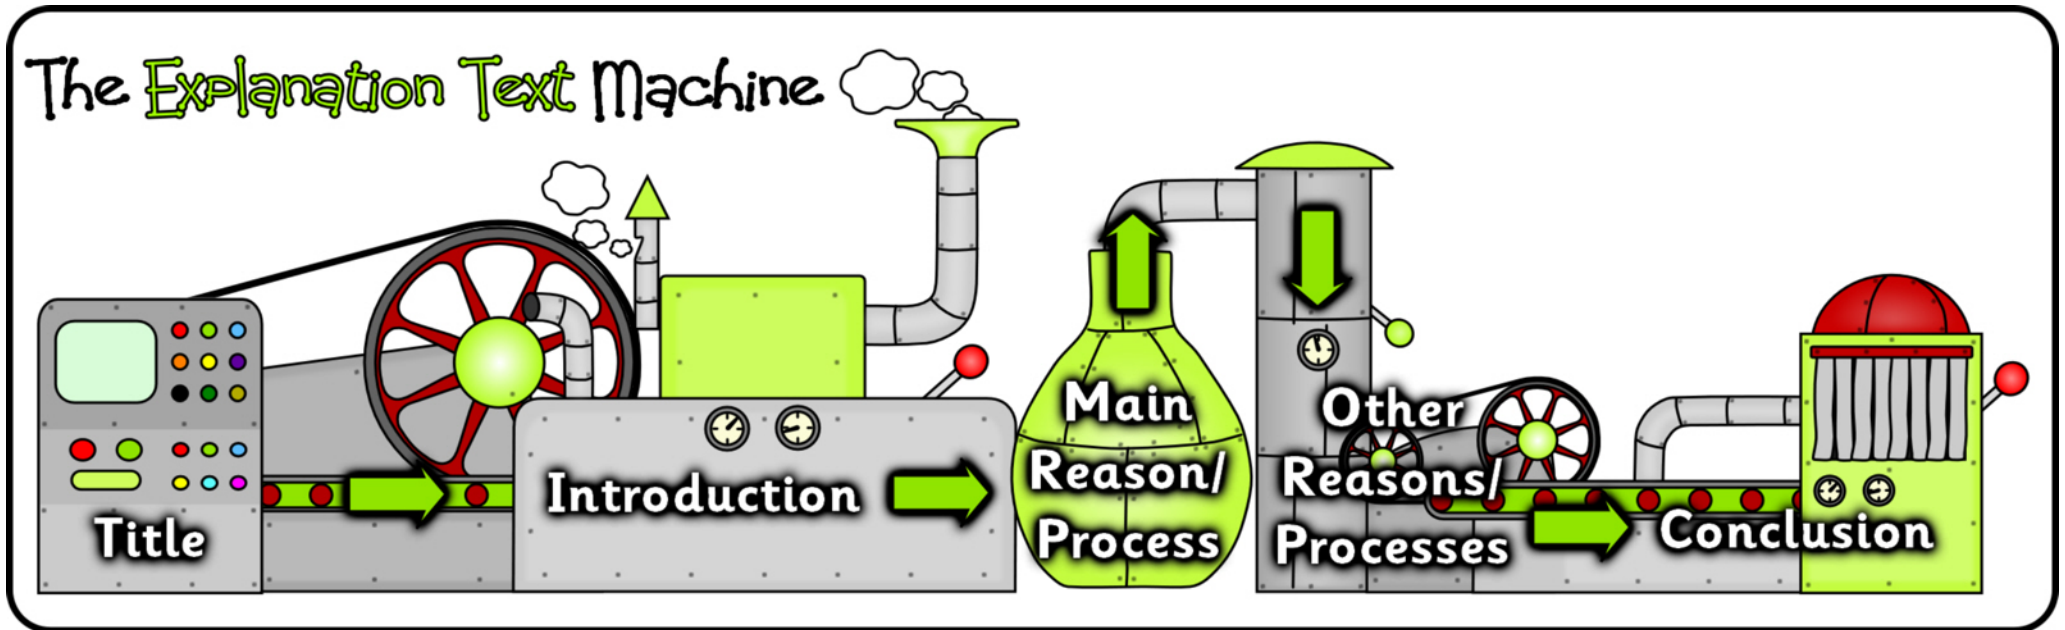 The Explanation Text Machine
Title
Introduction
Main
Reason/
Process
Other
Reasons/
Processes
Conclusion